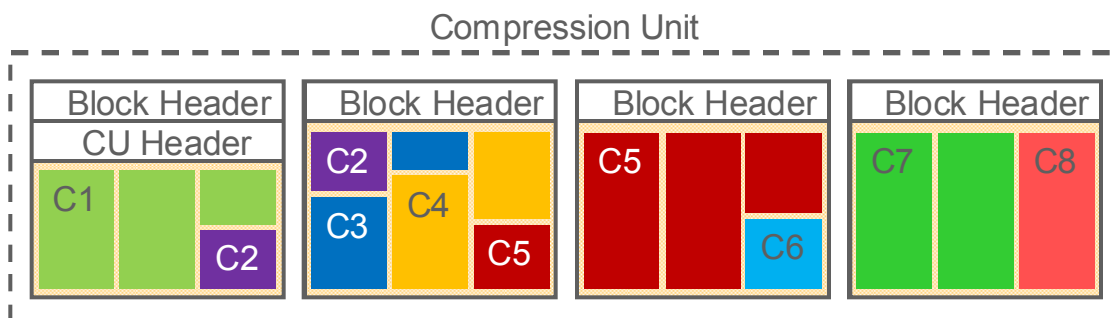 Compression Unit
Block Header
CU Header
C1
C2
Block Header
C2
C3
C4
C5
Block Header
C5
C6
Block Header
C7
C8